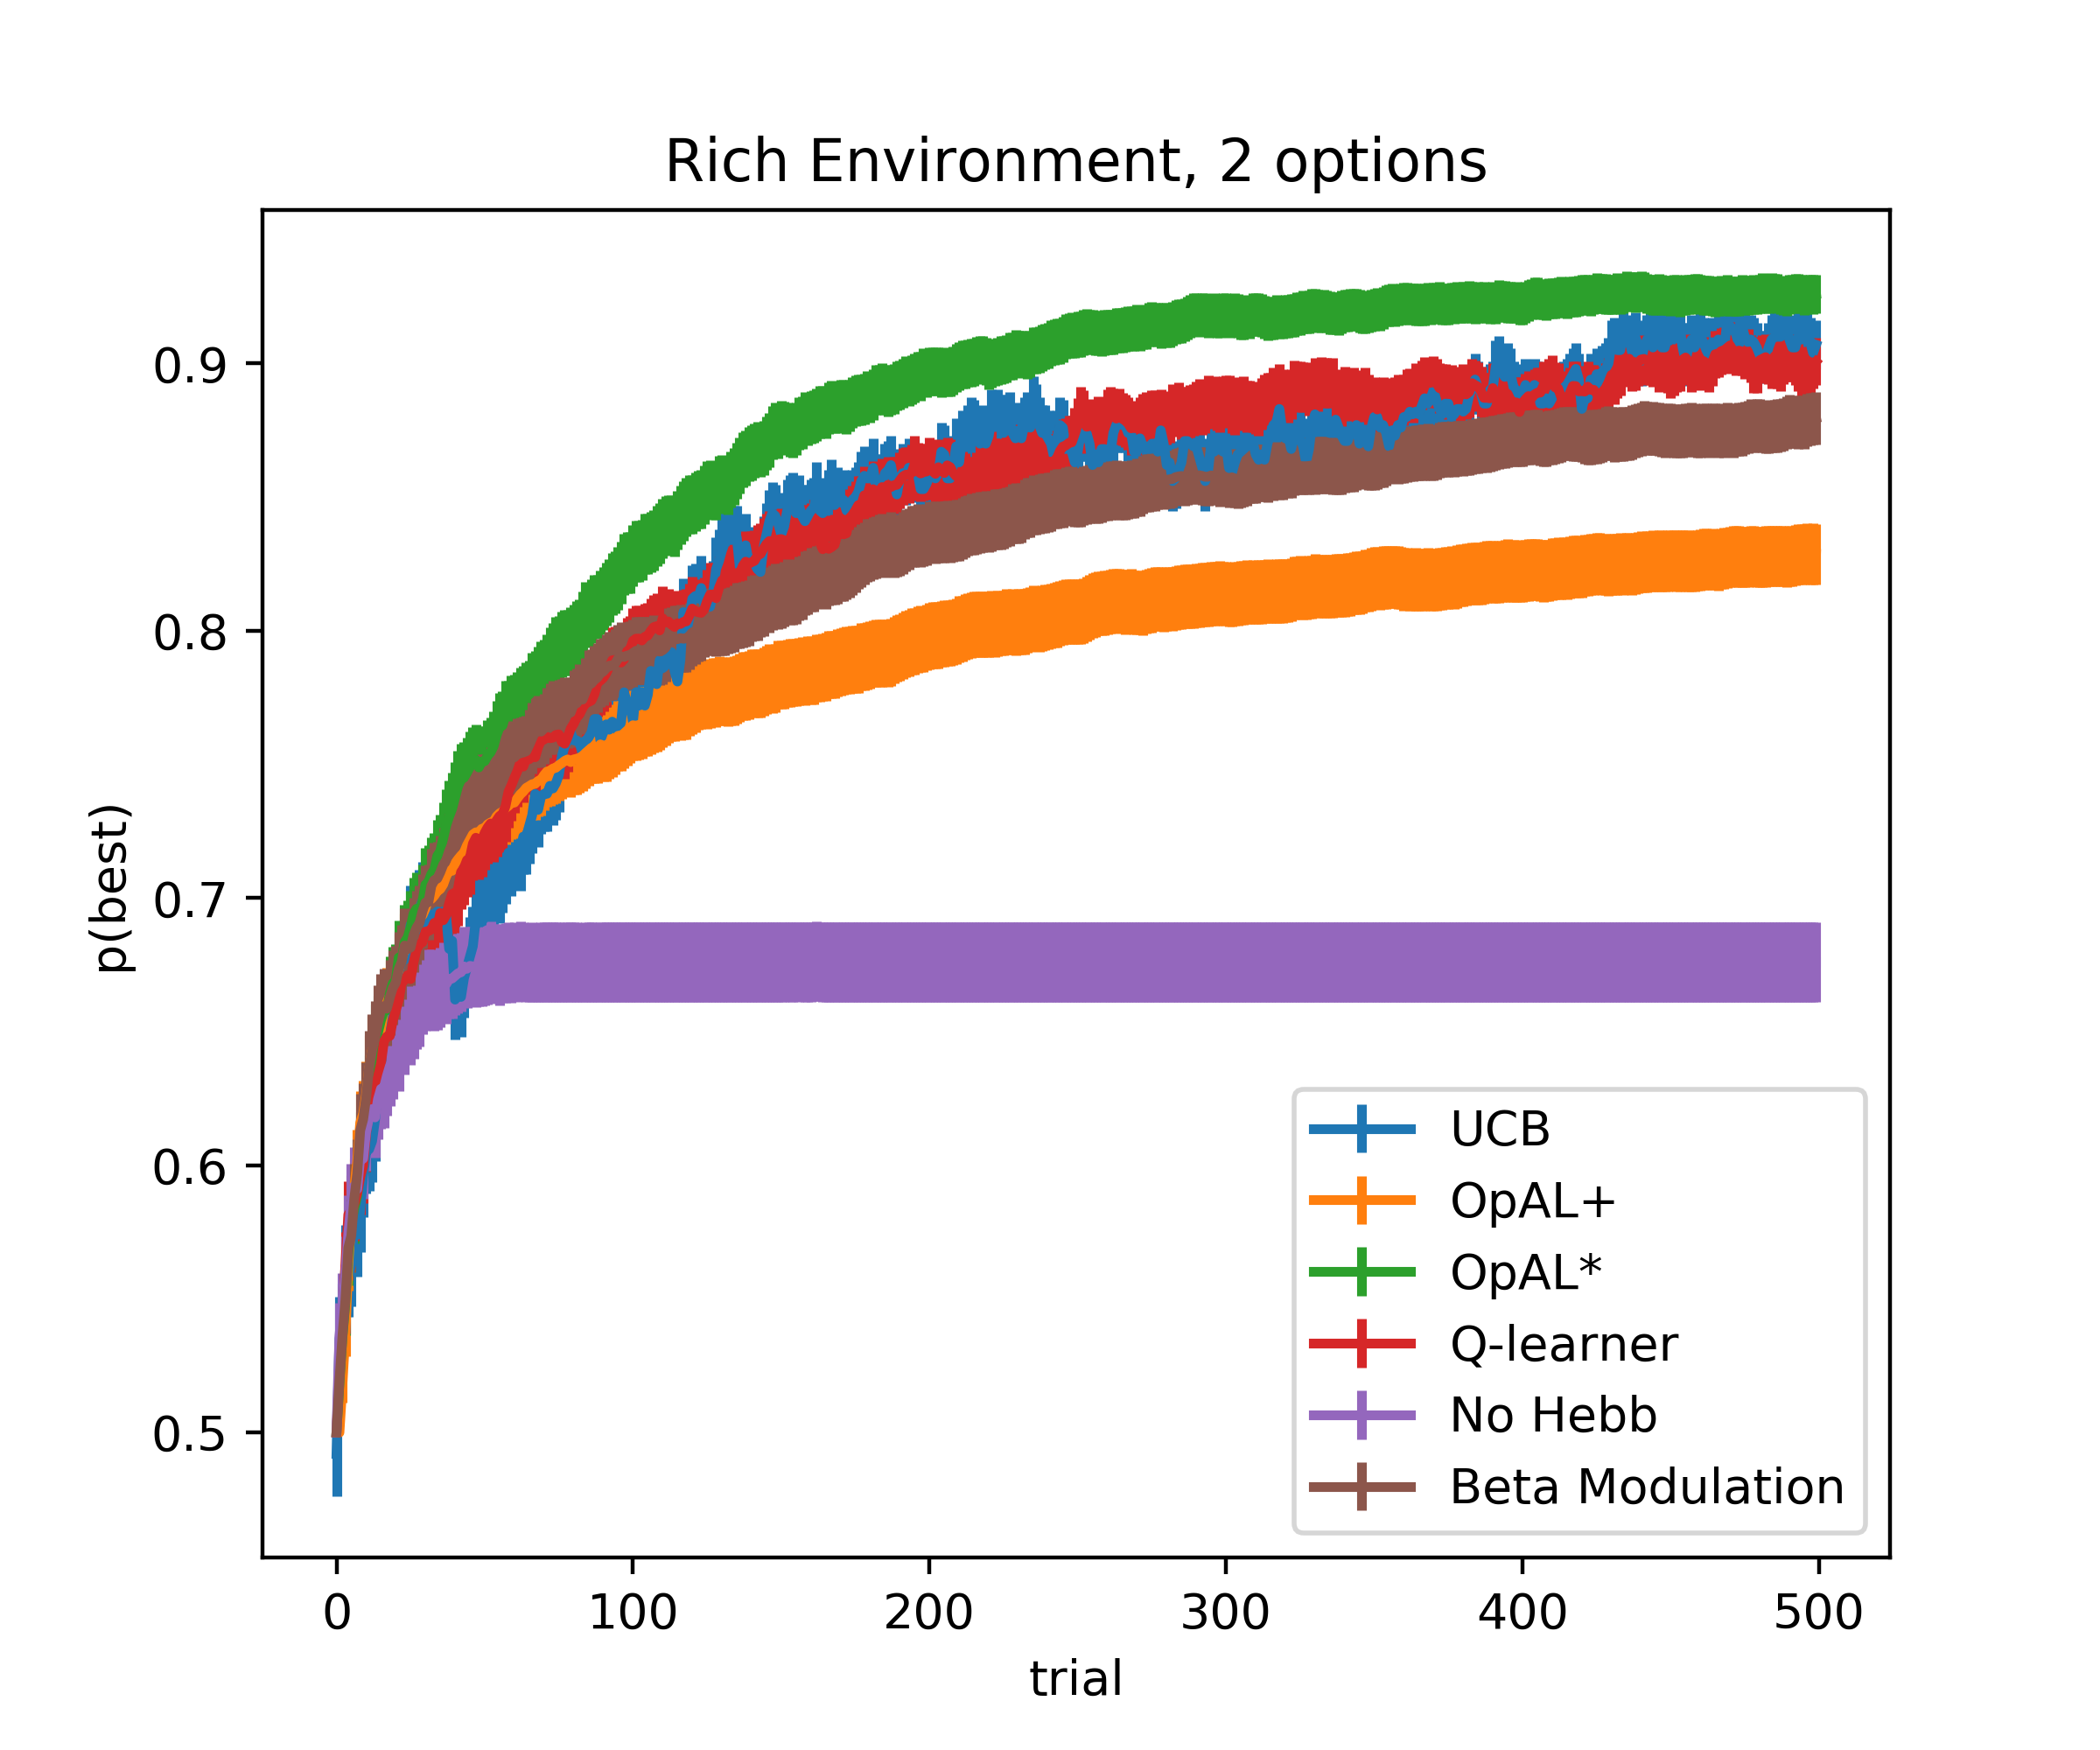 Rich Environment, 2 options
p(best)
0.9
0.8
0.7
0.6
0.5
UCB
OpAL+
OpAL*
Q-learner
No Hebb
Beta Modulation
0 100 200 300 400 500
trial